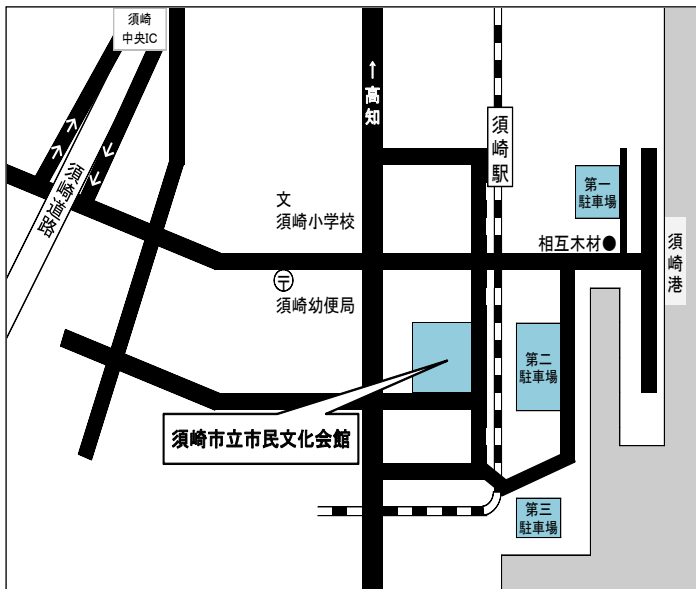 須崎
中央IC
↑高知
須崎道路
須崎駅
文
須崎小学校
第一
駐車場
相互木材●
須崎港
〒
須崎幼便局
第二
駐車場
須崎市立市民文化会館
第三
駐車場